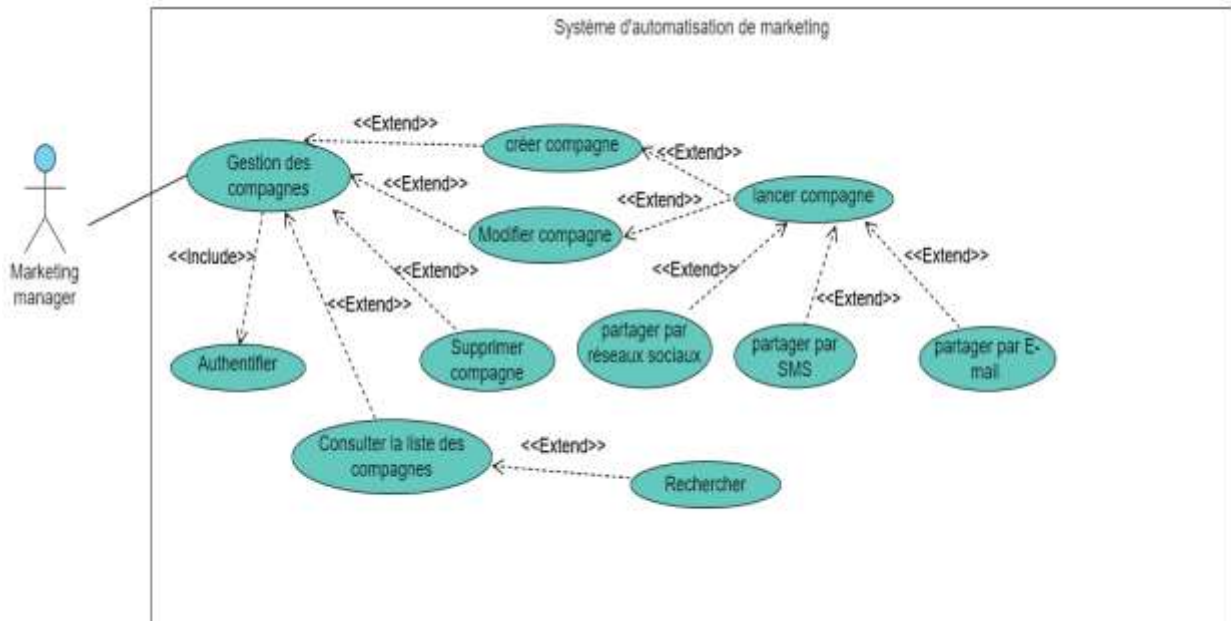 Système d'automatisation de marketing
<<Extend>>
créer compagne
<<Extend>>
Gestion des
compagnes
<<Extend>>
<<Extend>>
lancer compagne
Modifier compagne
<<Include>>
<<Extend>>
<<Extend>>
<<Extend>>
<<Extend>>
<<Extend>>
Marketing
manager
Authentifier
Supprimer
compagne
partager par
réseaux sociaux
partager par
SMS
partager par E-
mail
Consulter la liste des
compagnes
<<Extend>>
Rechercher